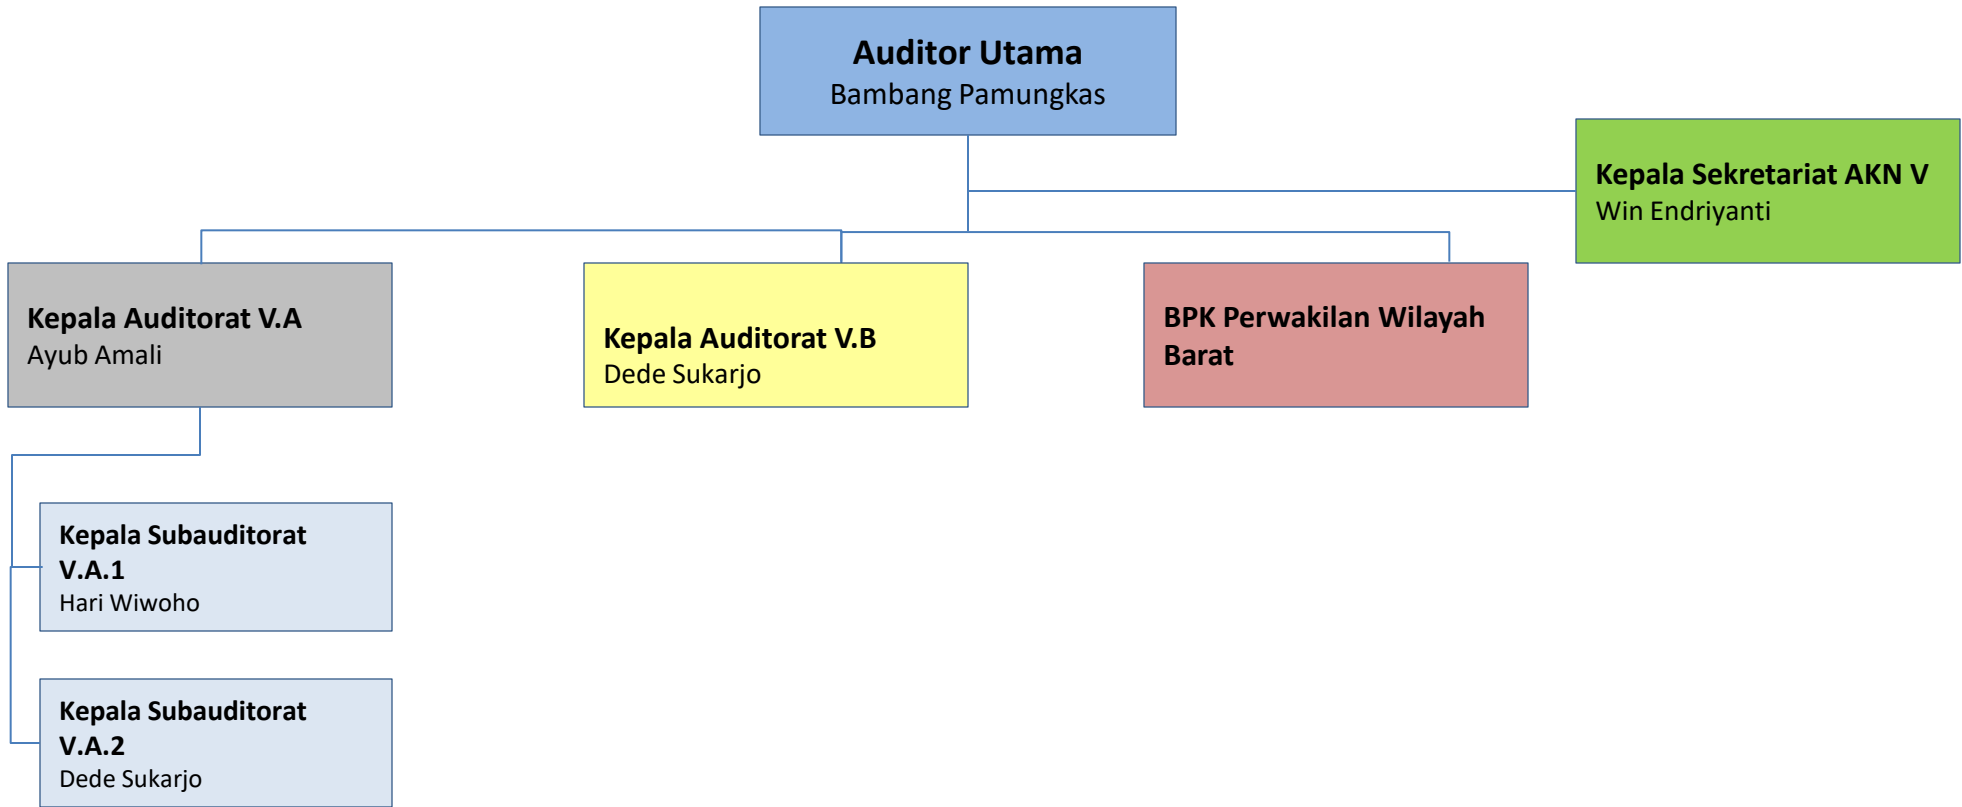 Auditor Utama
Bambang Pamungkas
Kepala Sekretariat AKN V
Win Endriyanti
Kepala Auditorat V.A
Ayub Amali
Kepala Auditorat V.B
Dede Sukarjo
BPK Perwakilan Wilayah
Barat
Kepala Subauditorat
V.A.1
Hari Wiwoho
Kepala Subauditorat
V.A.2
Dede Sukarjo